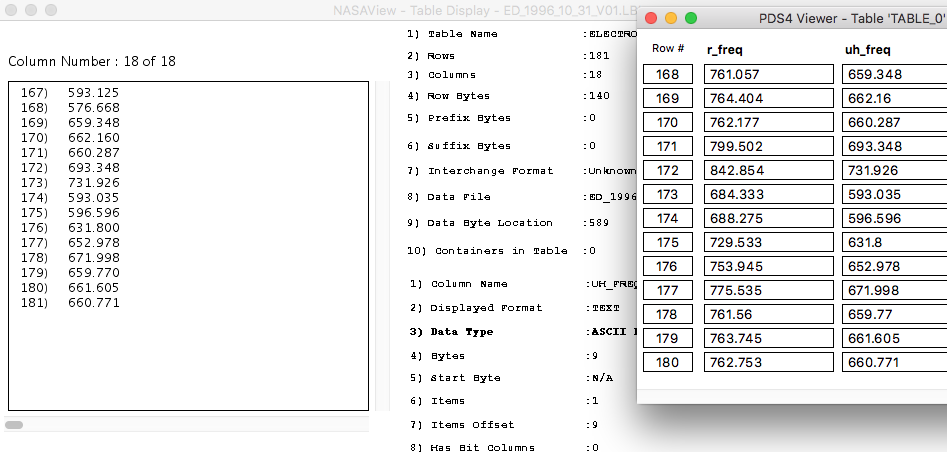 NASAView - Table Display - ED_1996_10_31_V01.LB
Column Number : 18 of 18
167) 593.125
168) 576.668
169) 659.348
170) 662.160
171) 660.287
172) 693.348
173) 731.926
174) 593.035
175) 596.596
176) 631.800
177) 652.978
178) 671.998
179) 659.770
180) 661.605
181) 660.771
1) Table Name :ELECTRO
2) Rows :181
3) Columns :18
4) Row Bytes :140
5) Prefix Bytes :0
6) Suffix Bytes :0
7) Interchange Format :Unknown
8) Data File :ED_1996
9) Data Byte Location :589
10) Containers in Table :0
1) Column Name :UH_FREQ
2) Displayed Format :TEXT
3) Data Type :ASCII
4) Bytes :9
5) Start Byte :N/A
6) Items :1
7) Items Offset :9
8) Has Bit Columns :0
PDS4 Viewer - Table 'TABLE_0'
Row # r_freq uh_freq
168 761.057 659.348
169 764.404 662.16
170 762.177 660.287
171 799.502 693.348
172 842.854 731.926
173 684.333 593.035
174 688.275 596.596
175 729.533 631.8
176 753.945 652.978
177 775.535 671.998
178 761.56 659.77
179 763.745 661.605
180 762.753 660.771